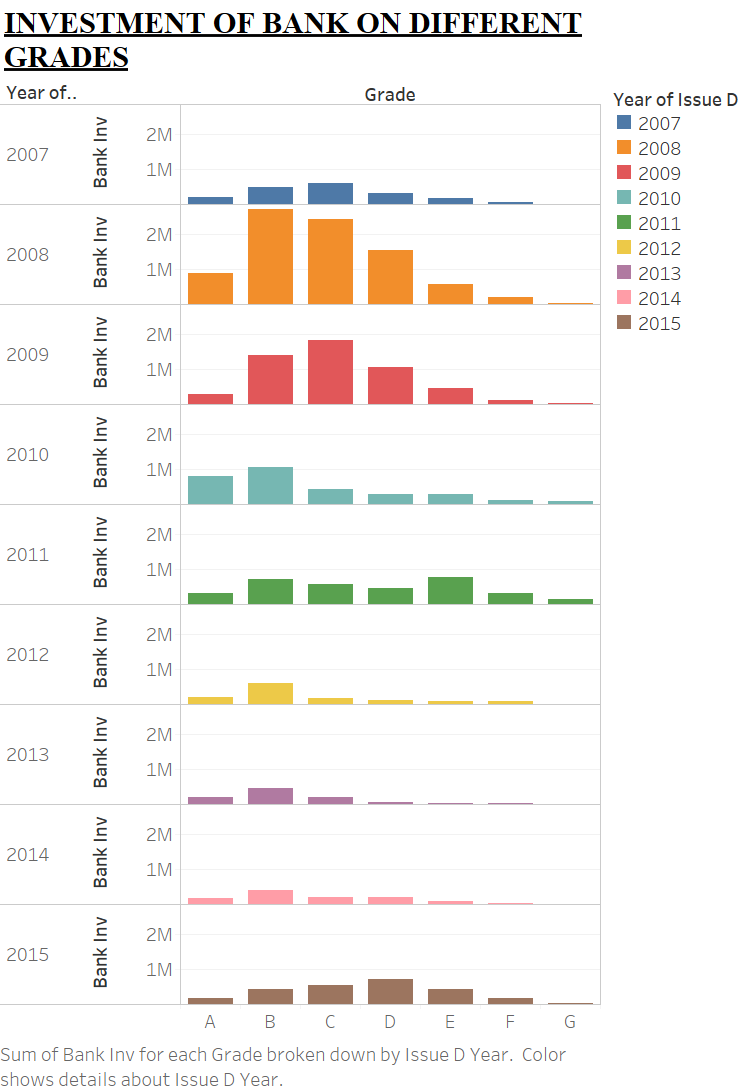 INVESTMENT OF BANK ON DIFFERENT
GRADES
Year of..
Grade
Year of Issue D
2007
2008
2009
2010
2011
2012
2013
2014
2015
2007
Bank Inv
2M
1M
2008
Bank Inv
2M
1M
2009
Bank Inv
2M
1M
2010
Bank Inv
2M
1M
2011
Bank Inv
2M
1M
2012
Bank Inv
2M
1M
2013
Bank Inv
2M
1M
2014
Bank Inv
2M
1M
2015
Bank Inv
2M
1M
A B C D E F G
Sum of Bank Inv for each Grade broken down by Issue D Year. Color
shows details about Issue D Year.